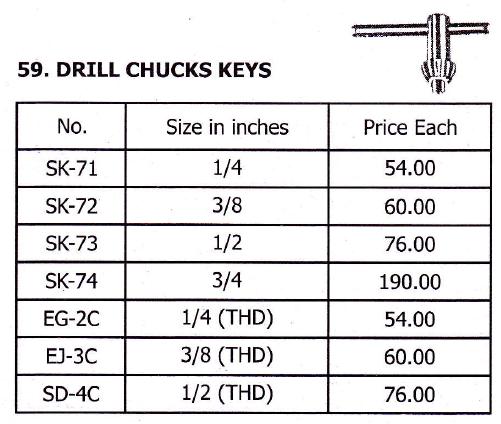 59. DRILL CHUCKS KEYS
No. Size in inches Price Each
SK-71 1/4 54.00
SK-72 3/8 60.00
SK-73 1/2 76.00
SK-74 3/4 190.00
EG-2C 1/4 (THD) 54.00
EJ-3C 3/8 (THD) 60.00
SD-4C 1/2 (THD) 76.00